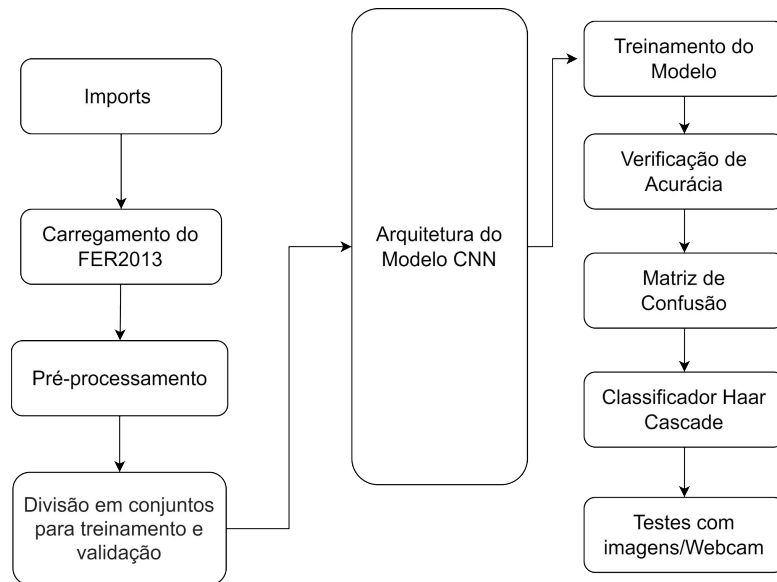 Imports
Carregamento do
FER2013
Pré-processamento
Divisão em conjuntos
para treinamento e
validação
Arquitetura do
Modelo CNN
Treinamento do
Modelo
Verificação de
Acurácia
Matriz de
Confusão
Classificador Haar
Cascade
Testes com
imagens/Webcam